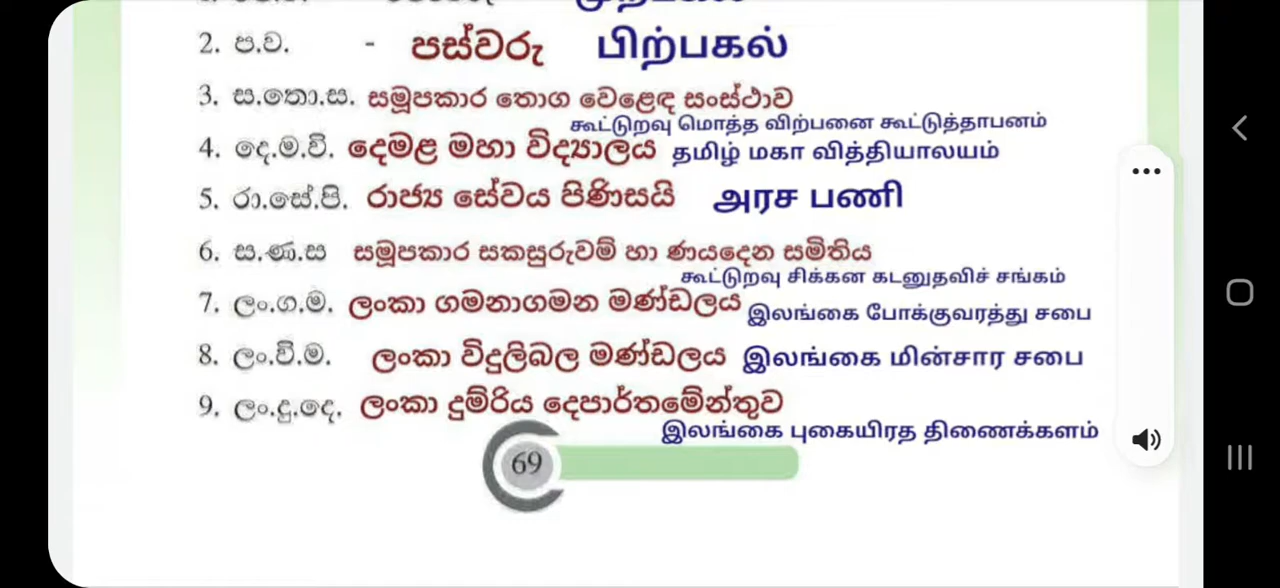 2. ප.ව. - පස්වරු பிற்பகல்
3. ස.තො.ස. සමූපකාර තොග වෙළෙඳ සංස්ථාව
கூட்டுறவு மொத்த விற்பனை கூட்டுத்தாபனம்
4. දෙ.ම.වි. දෙමළ මහා විද්‍යාලය தமிழ் மகா வித்தியாலயம்
5. රා.සේ.පි. රාජ්‍ය සේවය පිණිසයි அரச பணி
6. ස.ණ.ස සමූපකාර සකසුරුවම් හා ණයදෙන සමිතිය
கூட்டுறவு சிக்கன கடனுதவிச் சங்கம்
7. ලං.ග.ම. ලංකා ගමනාගමන මණ්ඩලය இலங்கை போக்குவரத்து சபை
8. ලං.වි.ම. ලංකා විදුලිබල මණ්ඩලය இலங்கை மின்சார சபை
9. ලං.දු.දෙ. ලංකා දුම්රිය දෙපාර්තමේන්තුව
இலங்கை புகையிரத திணைக்களம்
69